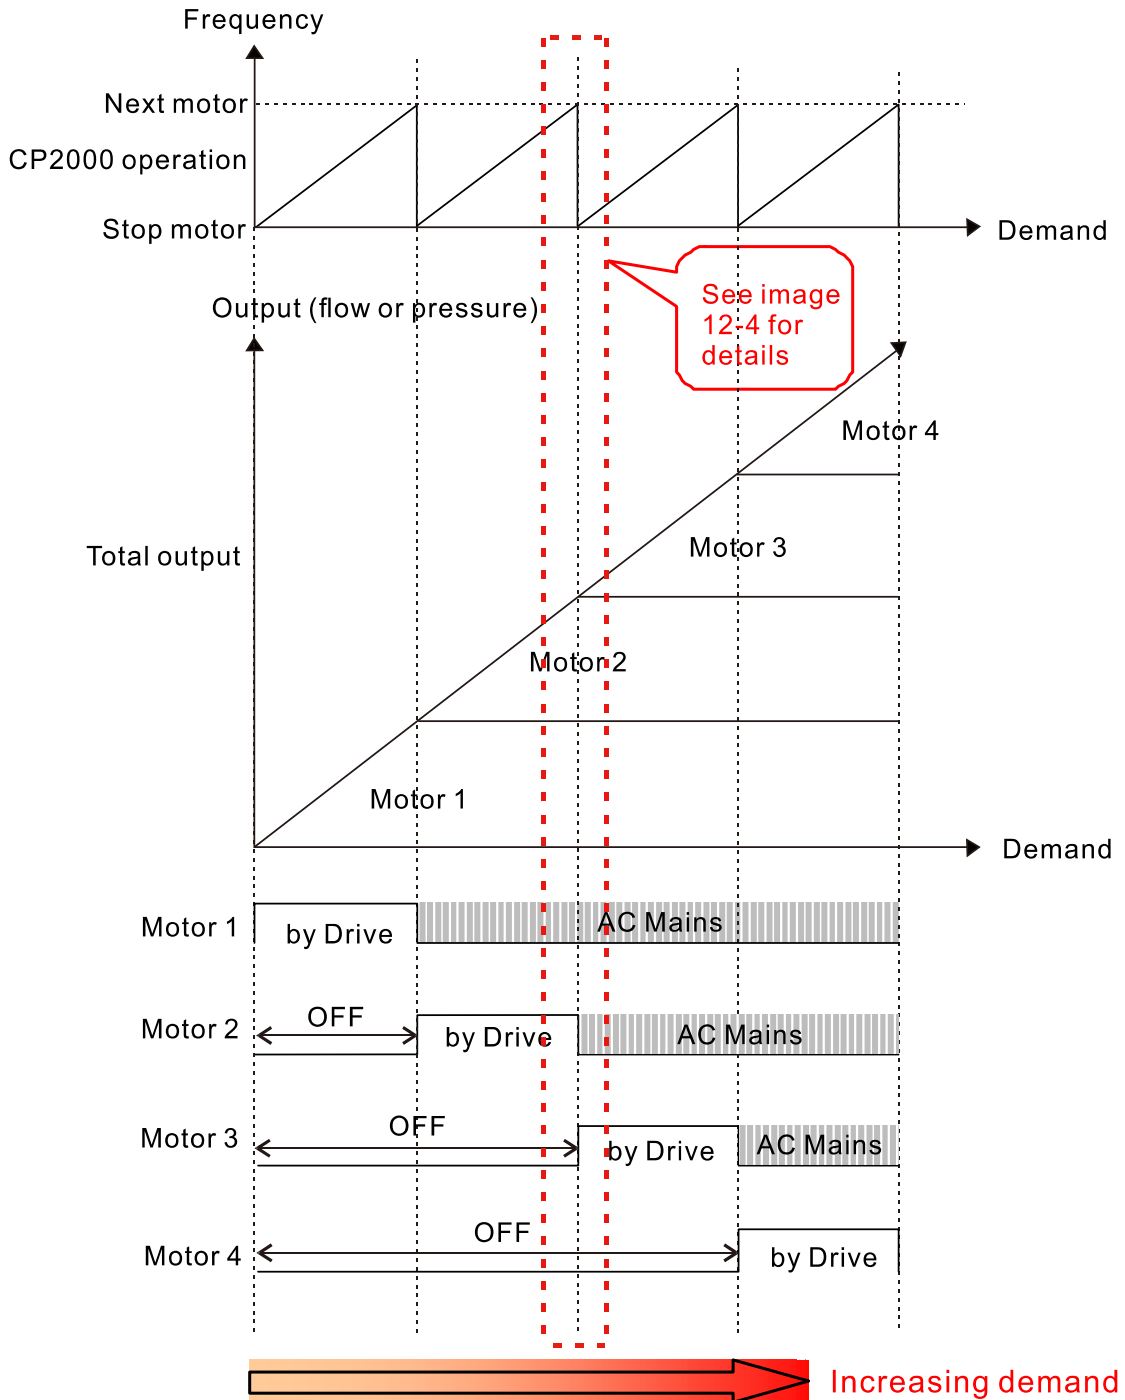 Frequency
Next motor
CP2000 operation
Stop motor
Demand
Output (flow or pressure)
See image
12-4 for
details
Motor 4
Motor 3
Total output
Motor 2
Motor 1
Demand
Motor 1
by Drive
AC Mains
Motor 2
OFF
by Drive
AC Mains
Motor 3
OFF
by Drive
AC Mains
Motor 4
OFF
by Drive
Increasing demand